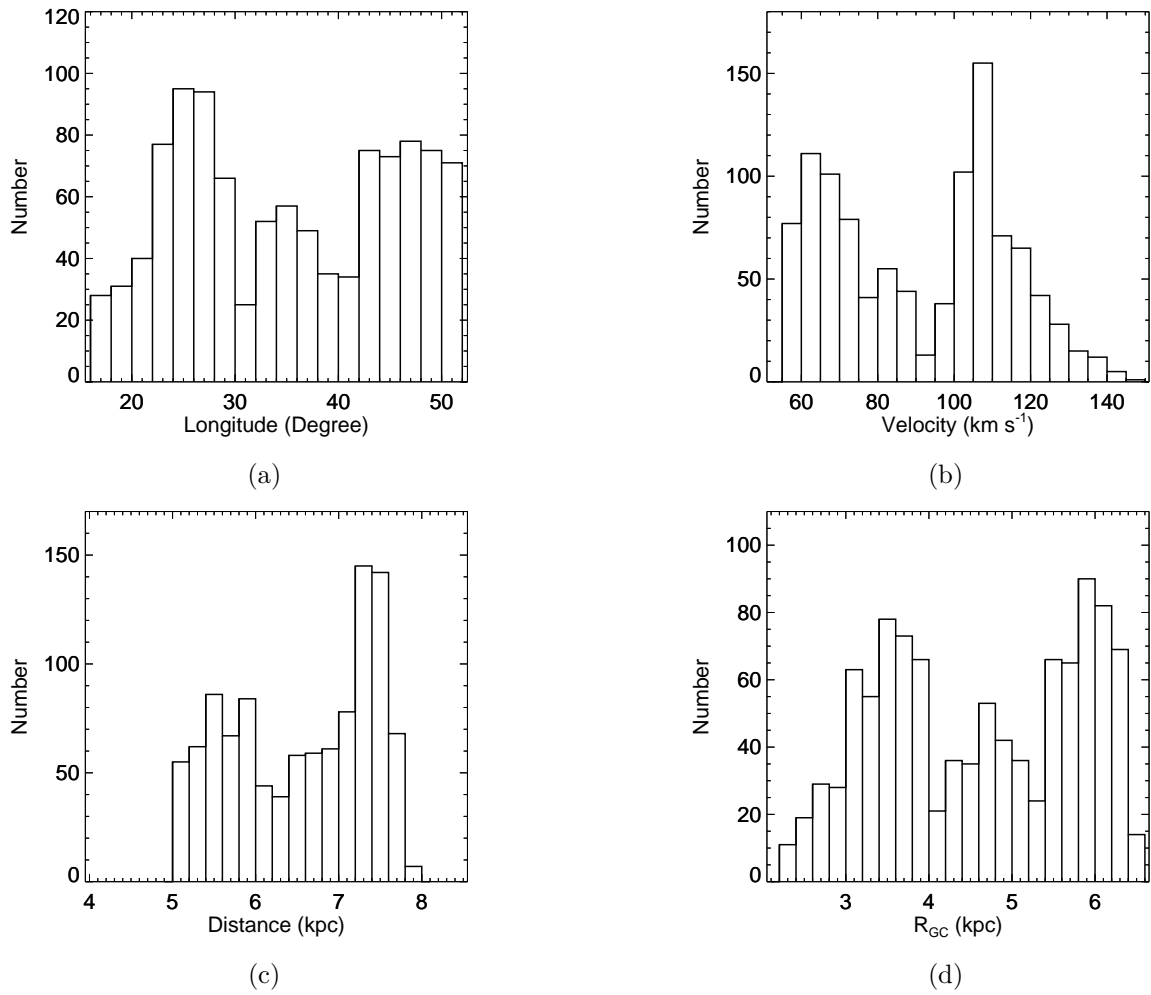 120
100
80
60
40
20
0
Number
20 30 40 50
Longitude (Degree)
(a)
150
100
50
0
Number
60 80 100 120 140
Velocity (km s⁻¹)
(b)
150
100
50
0
Number
4 5 6 7 8
Distance (kpc)
(c)
100
80
60
40
20
0
Number
3 4 5 6
R_GC (kpc)
(d)